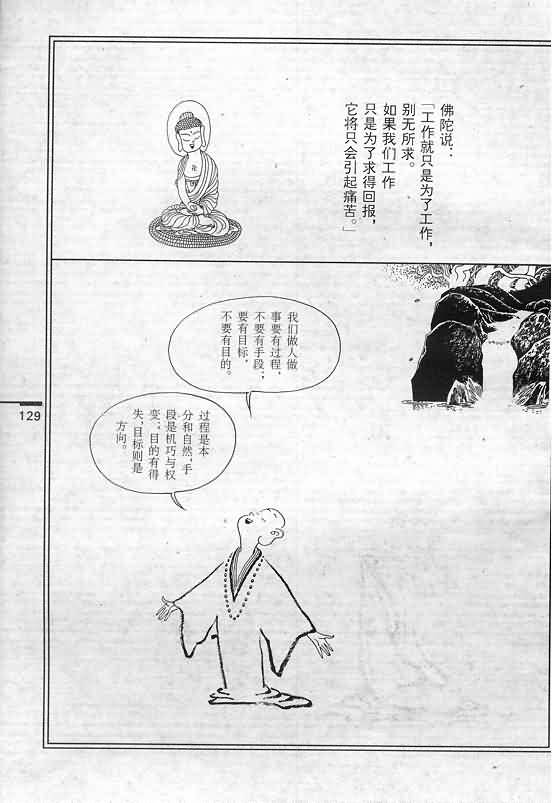 佛陀说：
「工作就只是为了工作，
别无所求。
如果我们工作
只是为了求得回报，
它将只会引起痛苦。」
我们做人做
事要有过程，
不要有手段；
要有目标，
不要有目的。
过程是本
分和自然，手
段是机巧与权
变；目的有得
失，目标则是
方向。
129